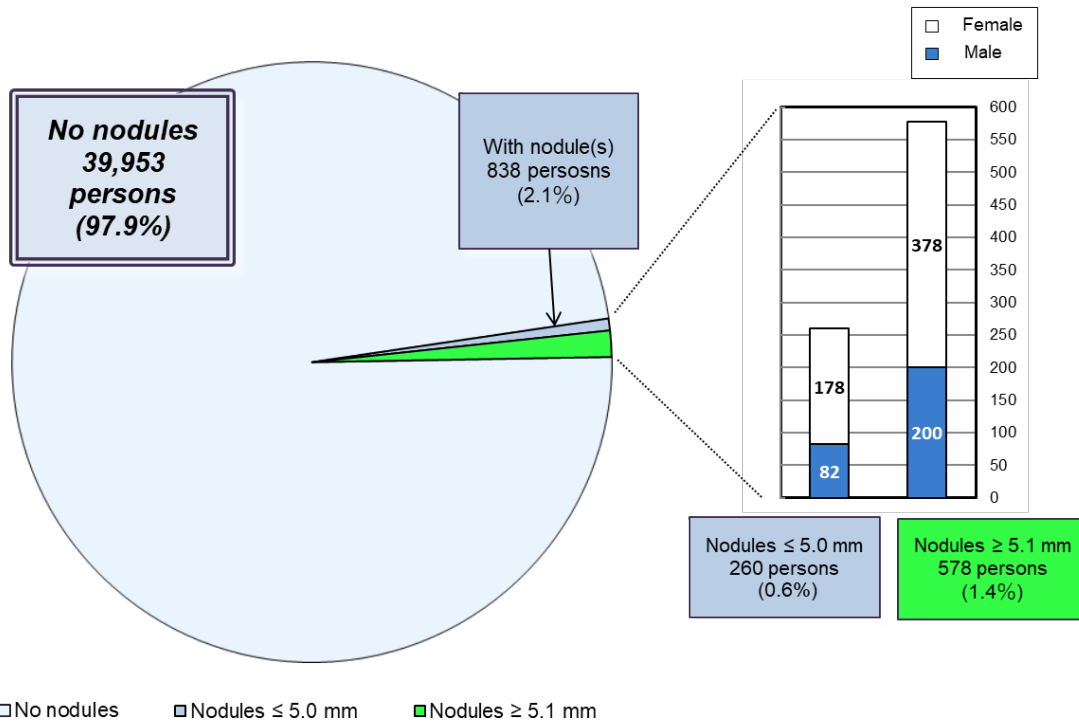 Female
Male
No nodules
39,953
persons
(97.9%)
With nodule(s)
838 persosns
(2.1%)
600
550
500
450
400
350
300
250
200
150
100
50
0
378
178
200
82
Nodules ≤ 5.0 mm
260 persons
(0.6%)
Nodules ≥ 5.1 mm
578 persons
(1.4%)
No nodules
Nodules ≤ 5.0 mm
Nodules ≥ 5.1 mm